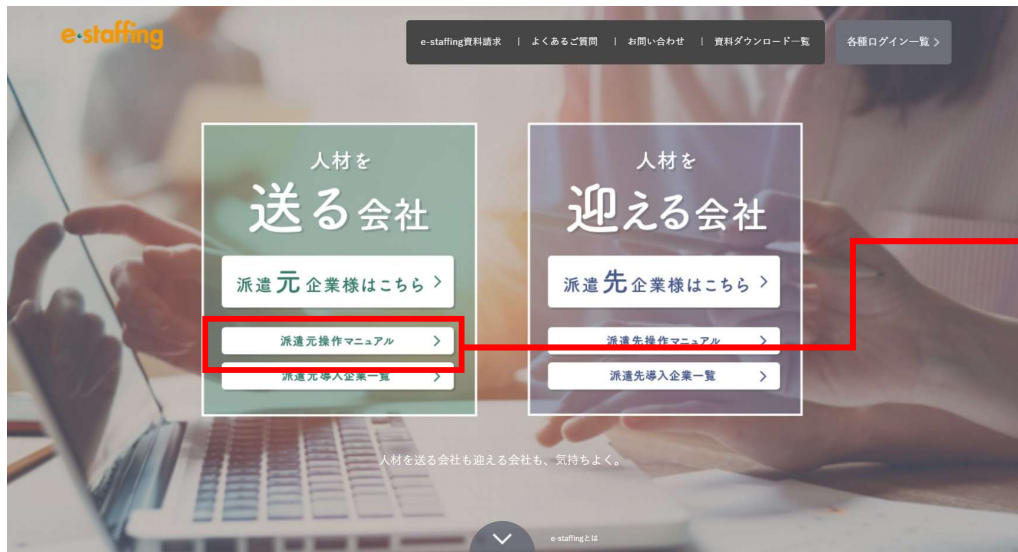 e-staffing
e-staffing資料請求 | よくあるご質問 | お問い合わせ | 資料ダウンロード一覧
各種ログイン一覧 >
人材を
送る会社
派遣元企業様はこちら >
派遣元操作マニュアル >
派遣元導入企業一覧 >
人材を
迎える会社
派遣先企業様はこちら >
派遣先操作マニュアル >
派遣先導入企業一覧 >
人材を送る会社も迎える会社も、気持ちよく。
e-staffingとは